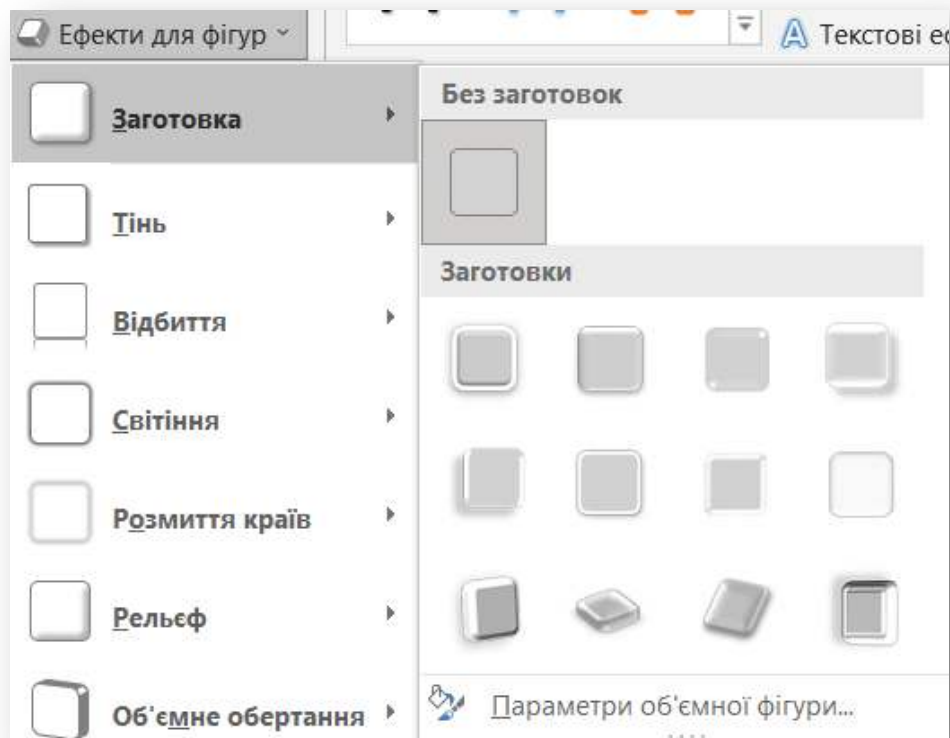 Ефекти для фігур
Текстові
Заготовка
Тінь
Відбиття
Світіння
Розмиття країв
Рельєф
Об'ємне обертання
Без заготовок
Заготовки
Параметри об'ємної фігури...